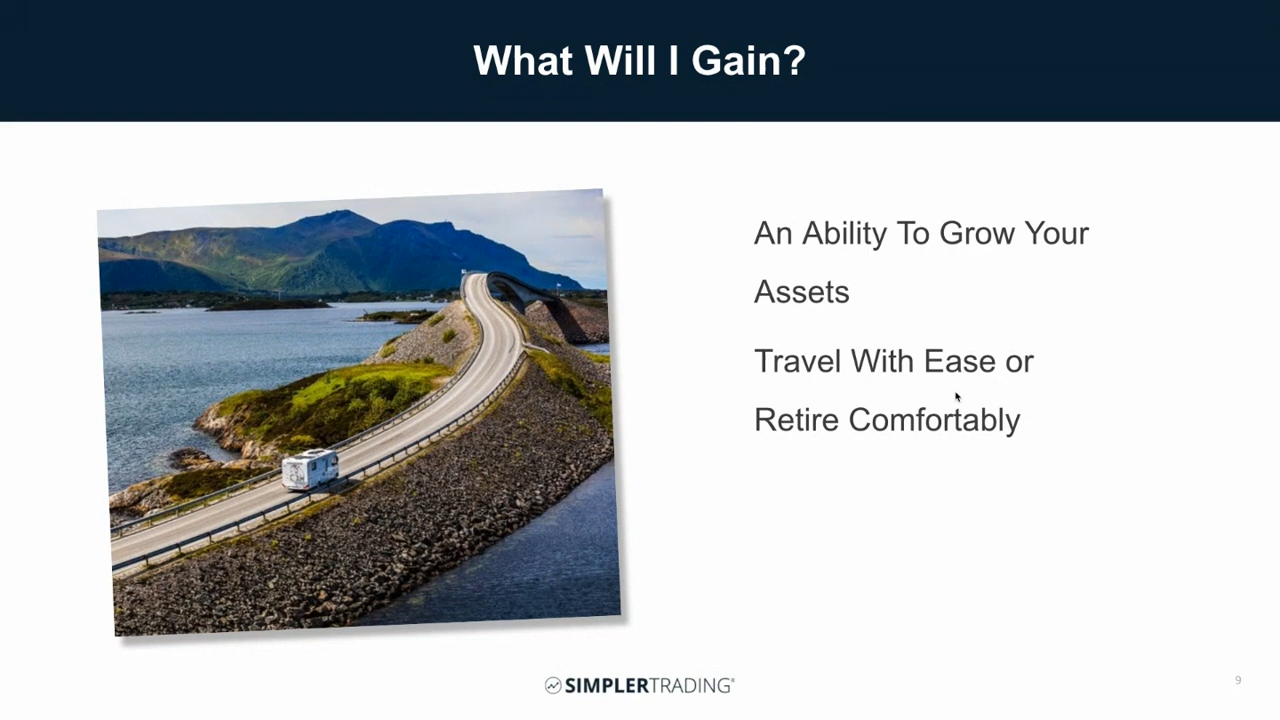 What Will I Gain?
An Ability To Grow Your
Assets
Travel With Ease or
Retire Comfortably
SIMPLERTRADING®
9